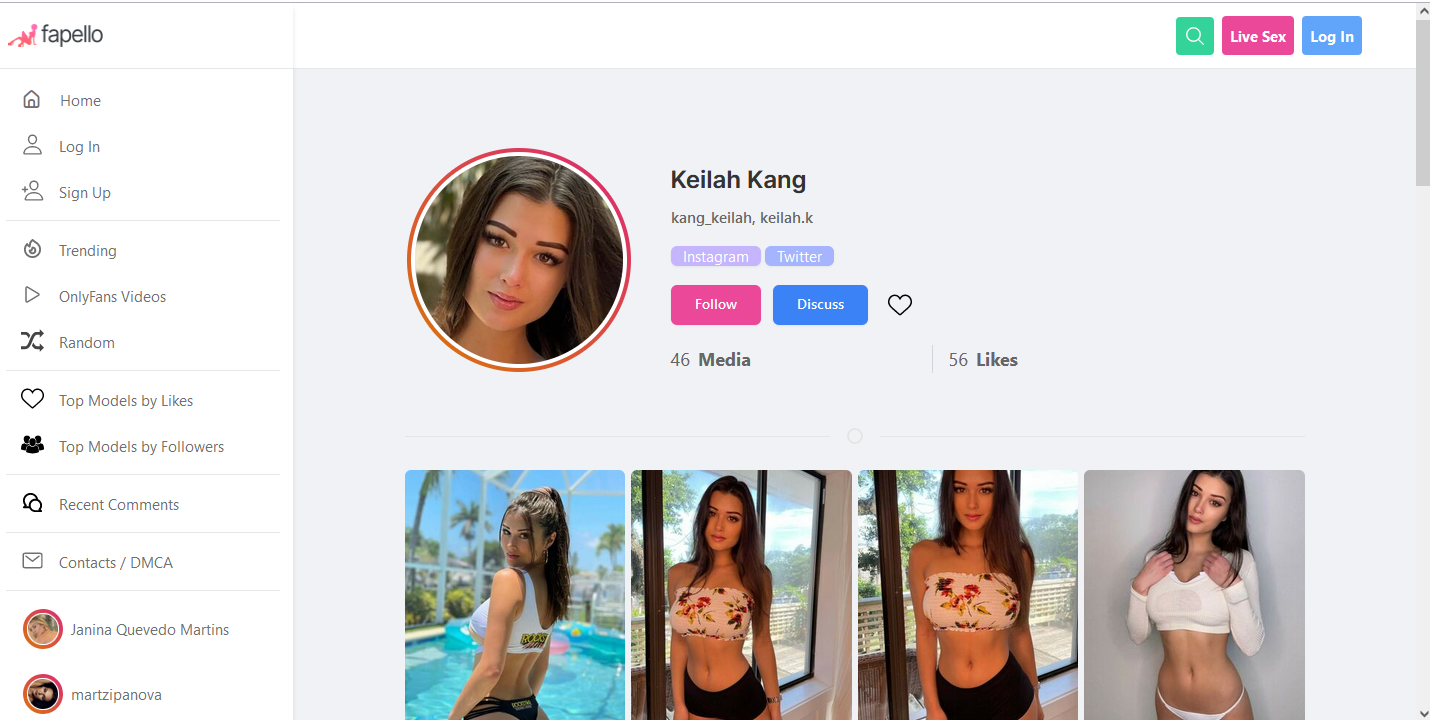 fapello
Live Sex
Log In
Home
Log In
Sign Up
Trending
OnlyFans Videos
Random
Top Models by Likes
Top Models by Followers
Recent Comments
Contacts / DMCA
Janina Quevedo Martins
martzipanova
Keilah Kang
kang_keilah, keilah.k
Instagram Twitter
Follow Discuss
46 Media 56 Likes